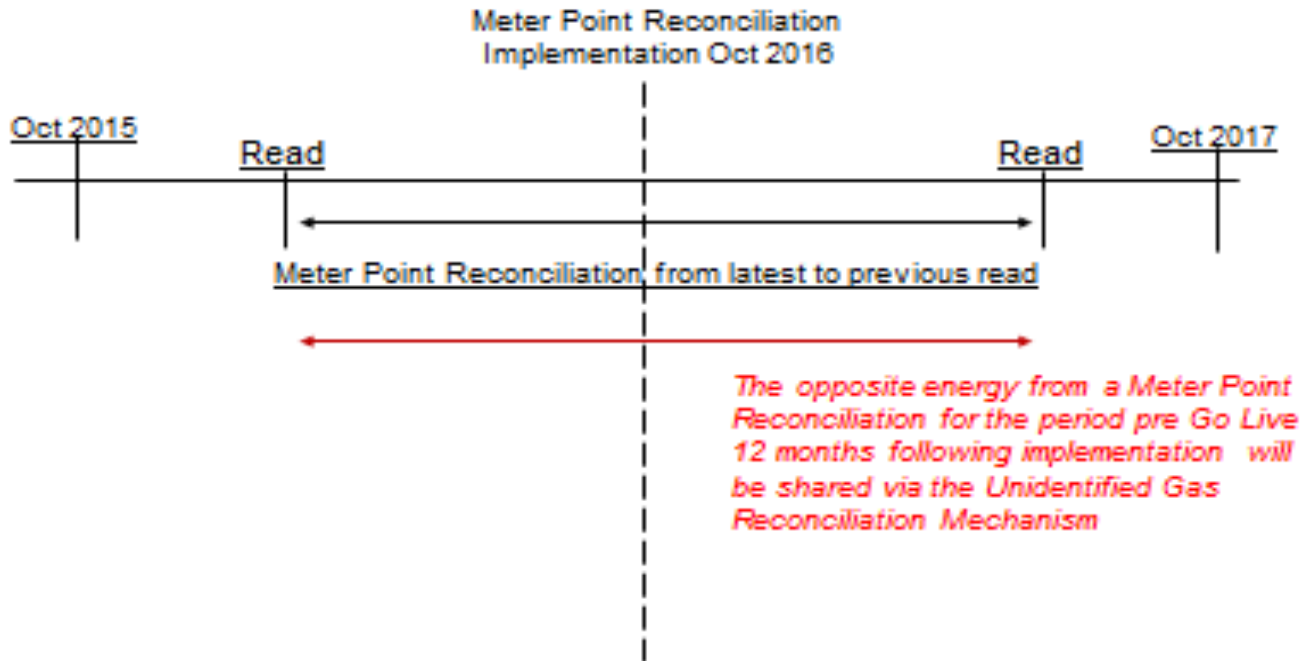 Meter Point Reconciliation
Implementation Oct 2016
Oct 2015
Read
Read
Oct 2017
Meter Point Reconciliation from latest to previous read
The opposite energy from a Meter Point
Reconciliation for the period pre Go Live
12 months following implementation will
be shared via the Unidentified Gas
Reconciliation Mechanism